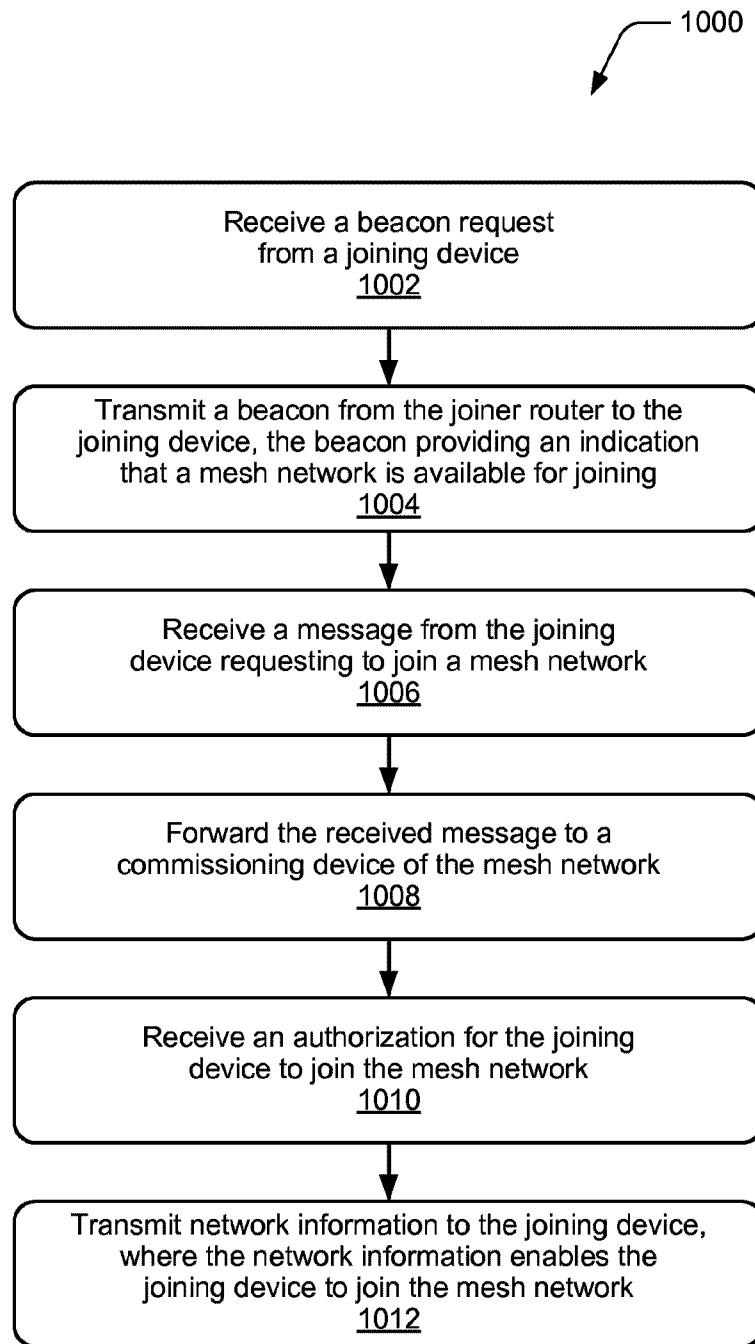 1000
Receive a beacon request
from a joining device
1002
Transmit a beacon from the joiner router to the
joining device, the beacon providing an indication
that a mesh network is available for joining
1004
Receive a message from the joining
device requesting to join a mesh network
1006
Forward the received message to a
commissioning device of the mesh network
1008
Receive an authorization for the joining
device to join the mesh network
1010
Transmit network information to the joining device,
where the network information enables the
joining device to join the mesh network
1012